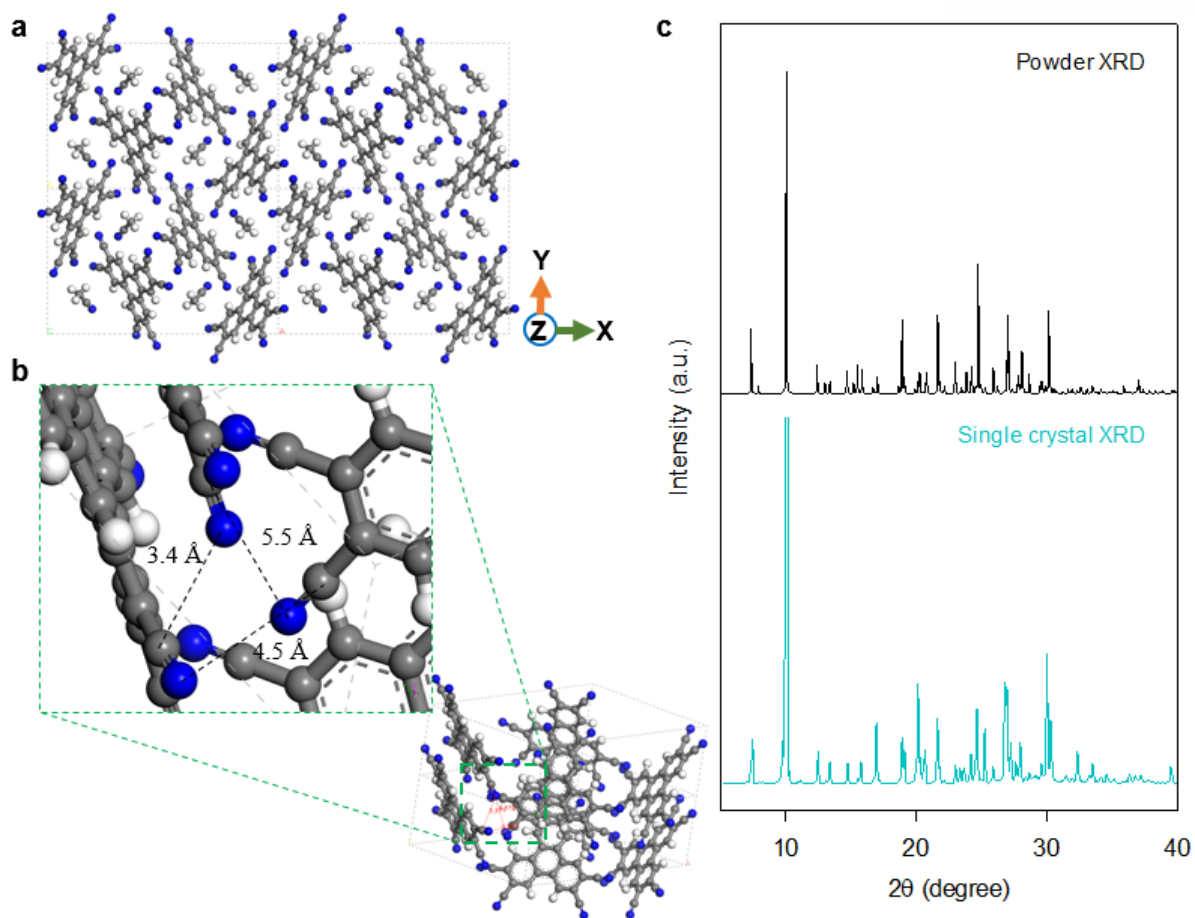 a
Y
Z
X
b
3.4 Å
5.5 Å
4.5 Å
c
Powder XRD
Single crystal XRD
Intensity (a.u.)
10
20
30
40
2θ (degree)